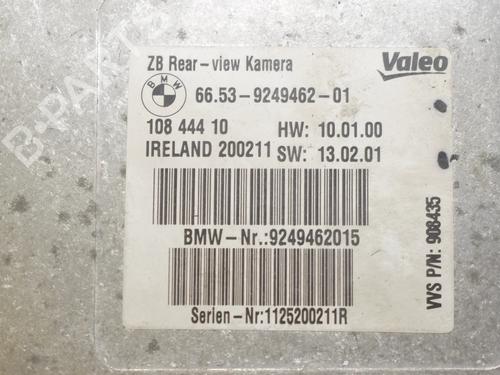 ZB Rear-view Kamera
Valeo
BMW
66.53-9249462-01
108 444 10 HW: 10.01.00
IRELAND 200211 SW: 13.02.01
BMW-Nr.:9249462015
Serien-Nr:1125200211R
VVS P/N: 908435
B-PARTS